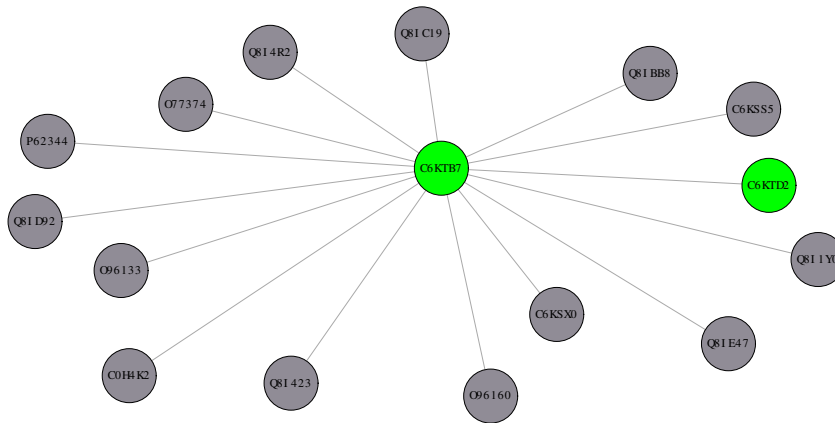 Q8IC19
Q8I4R2
Q8IBB8
O77374
C6KSS5
P62344
C6KTB7
C6KTD2
Q8ID92
Q8I1Y0
O96133
C6KSX0
Q8IE47
C0H4K2
Q8I423
O96160